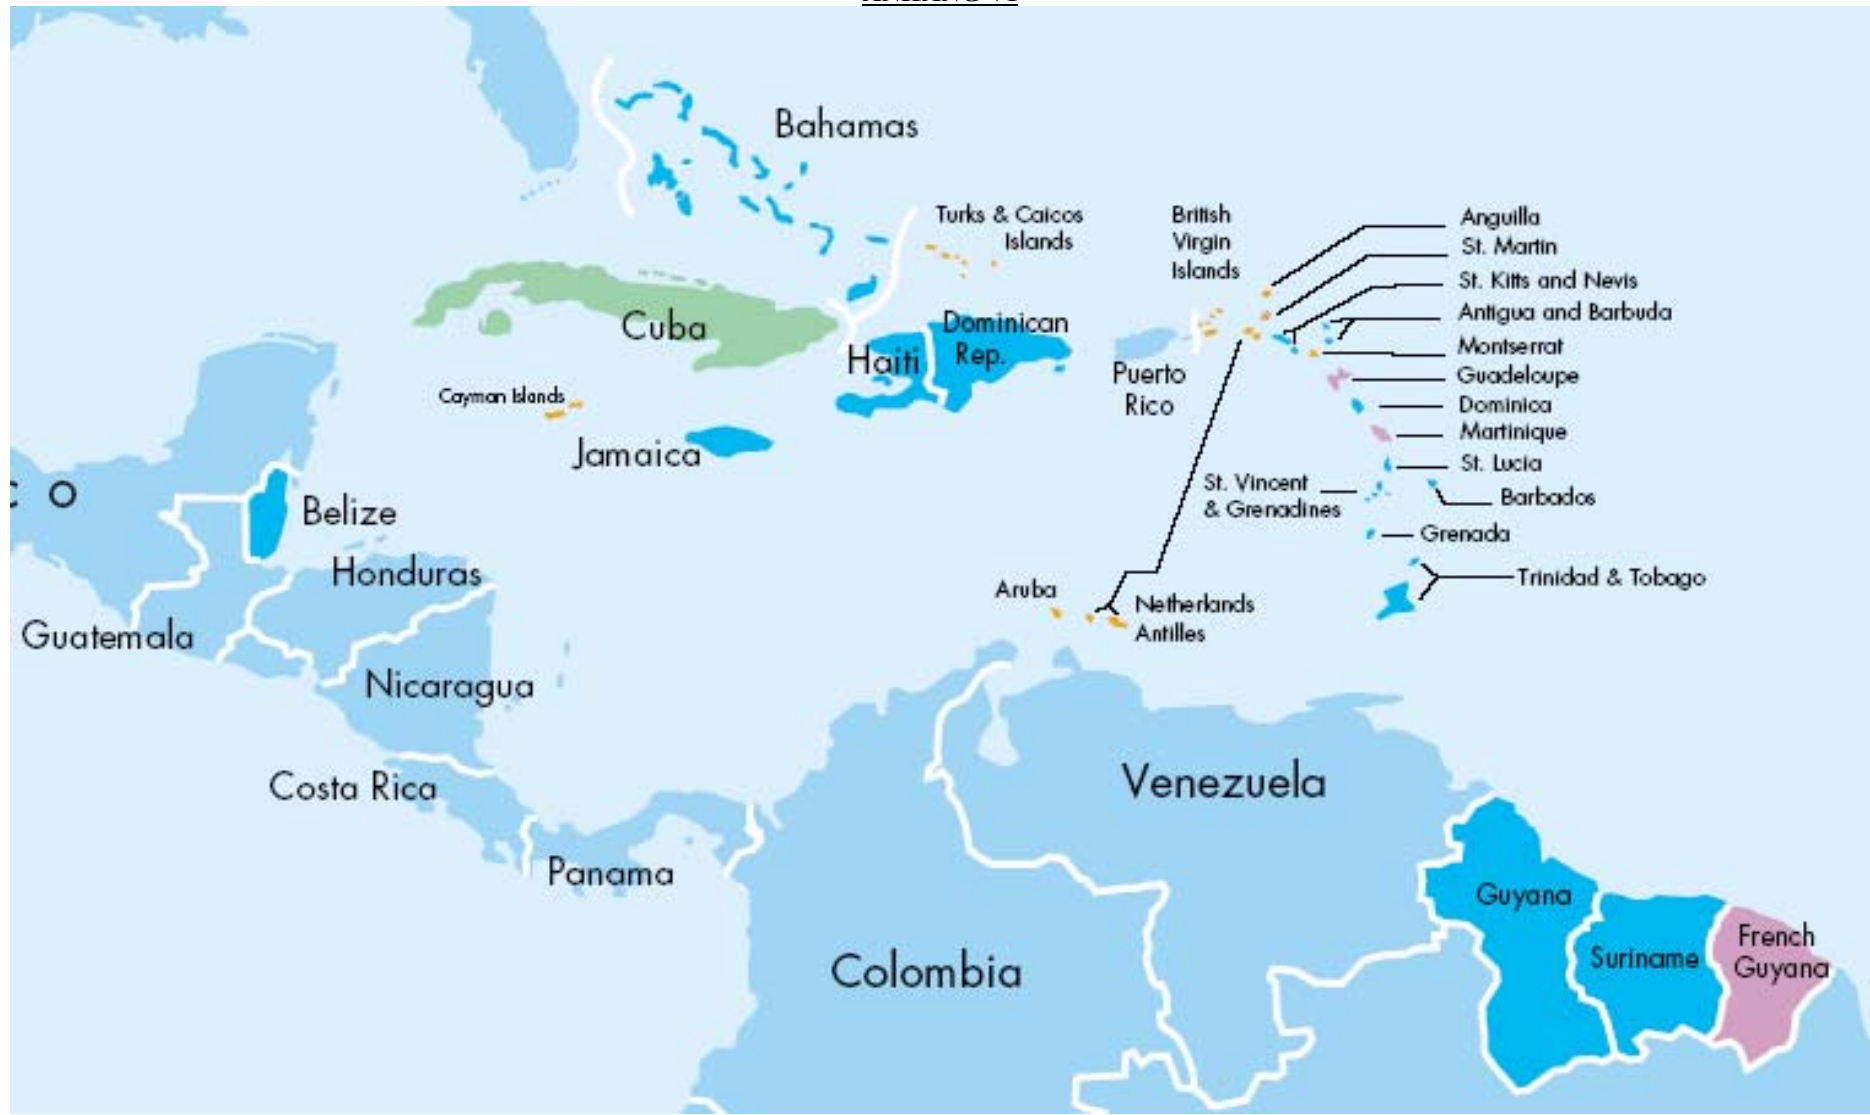 Bahamas
Turks & Caicos
Islands
British
Virgin
Islands
Anguilla
St. Martin
St. Kitts and Nevis
Antigua and Barbuda
Montserrat
Guadeloupe
Dominica
Martinique
St. Lucia
Barbados
St. Vincent
& Grenadines
Grenada
Trinidad & Tobago
Cuba
Haiti
Dominican
Rep.
Puerto
Rico
Cayman Islands
Jamaica
O
Belize
Honduras
Guatemala
Nicaragua
Aruba
Netherlands
Antilles
Costa Rica
Panama
Venezuela
Colombia
Guyana
Suriname
French
Guyana